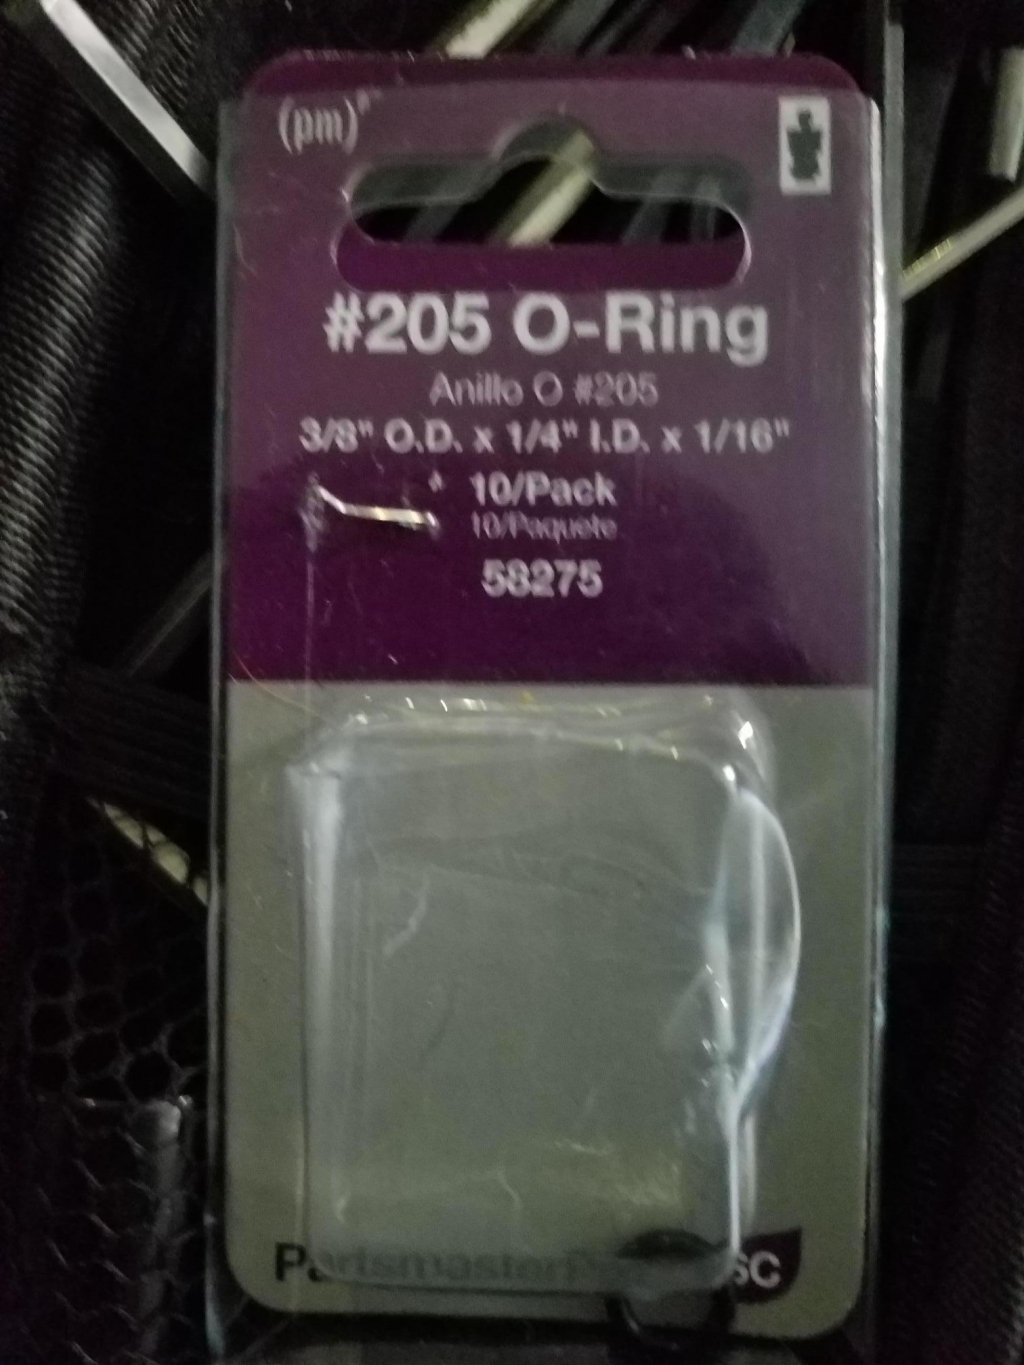 (pm)
#205 O-Ring
Anillo O #205
3/8" O.D. x 1/4" I.D. x 1/16"
10/Pack
10/Paquete
58275